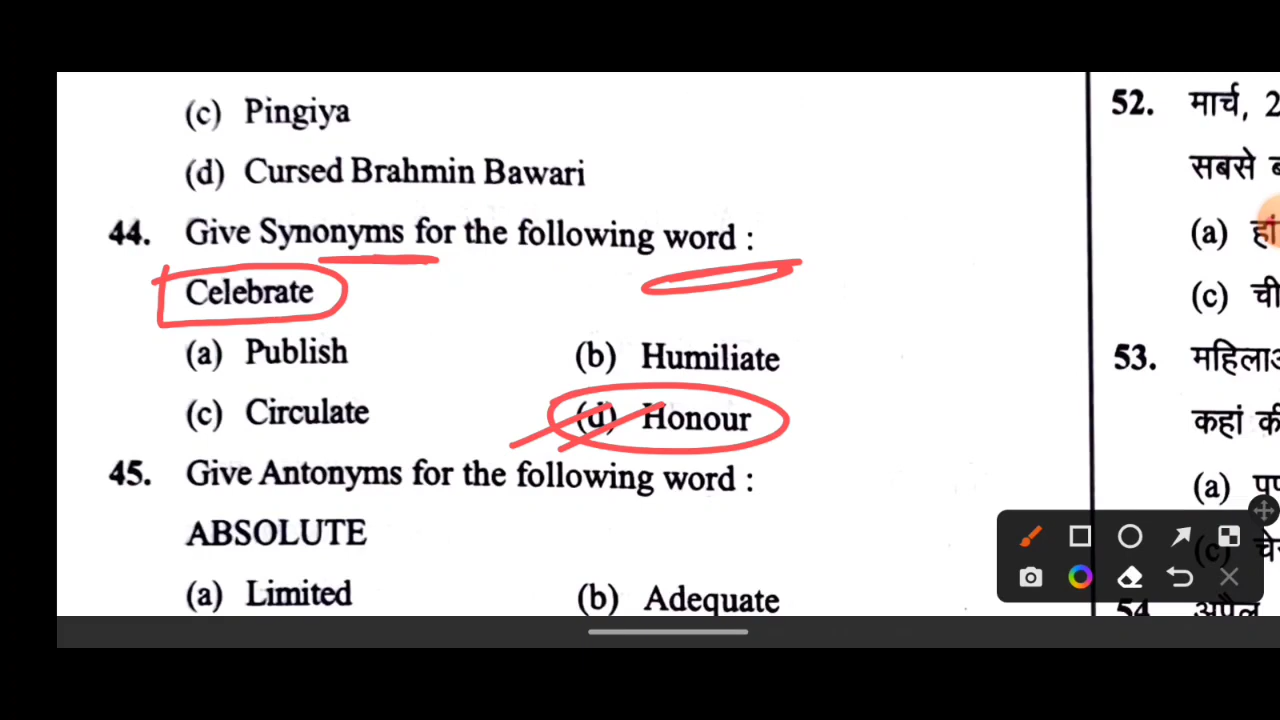 (c) Pingiya
(d) Cursed Brahmin Bawari
44. Give Synonyms for the following word :
Celebrate
(a) Publish (b) Humiliate
(c) Circulate (d) Honour
45. Give Antonyms for the following word :
ABSOLUTE
(a) Limited (b) Adequate
52. मार्च, 2
सबसे
(a)
(c) ची
53.
कहां की
(a)
(c)
54.